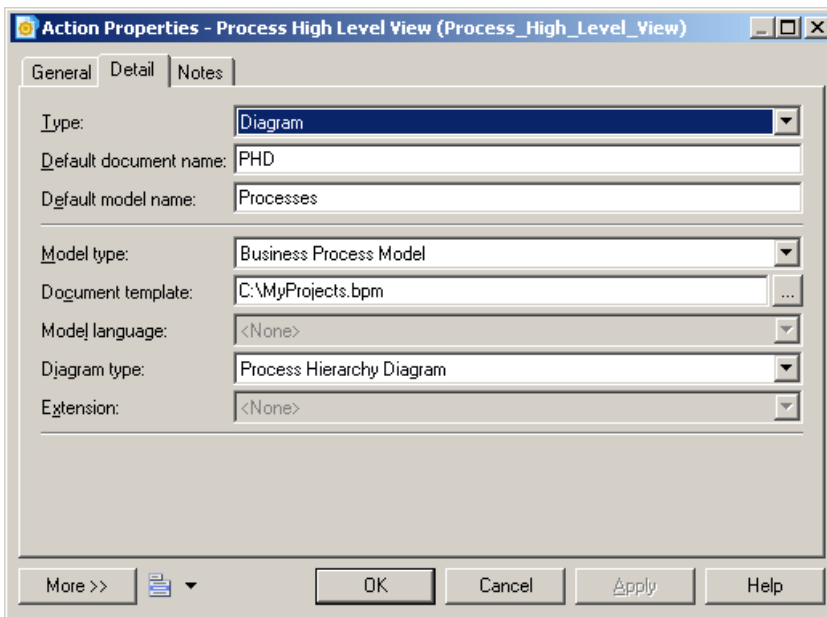 Action Properties - Process High Level View (Process_High_Level_View)
General Detail Notes
Type: Diagram
Default document name: PHD
Default model name: Processes
Model type: Business Process Model
Document template: C:\MyProjects.bpm ...
Model language: <None>
Diagram type: Process Hierarchy Diagram
Extension: <None>
More >> OK Cancel Apply Help